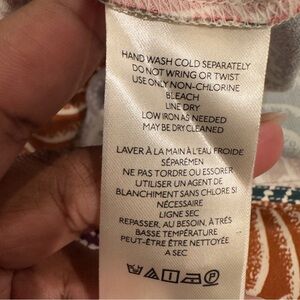 HAND WASH COLD SEPARATELY
DO NOT WRING OR TWIST
USE ONLY NON-CHLORINE
BLEACH
LINE DRY
LOW IRON AS NEEDED
MAY BE DRY CLEANED
LAVER À LA MAIN À L'EAU FROIDE
SÉPARÉMEN
NE PAS TORDRE OU ESSORER
UTILISER UN AGENT DE
BLANCHIMENT SANS CHLORE SI
NÉCESSAIRE
LIGNE SEC
REPASSER, AU BESOIN, À TRÈS
BASSE TEMPÉRATURE
PEUT-ÊTRE ÊTRE NETTOYÉE
A SEC